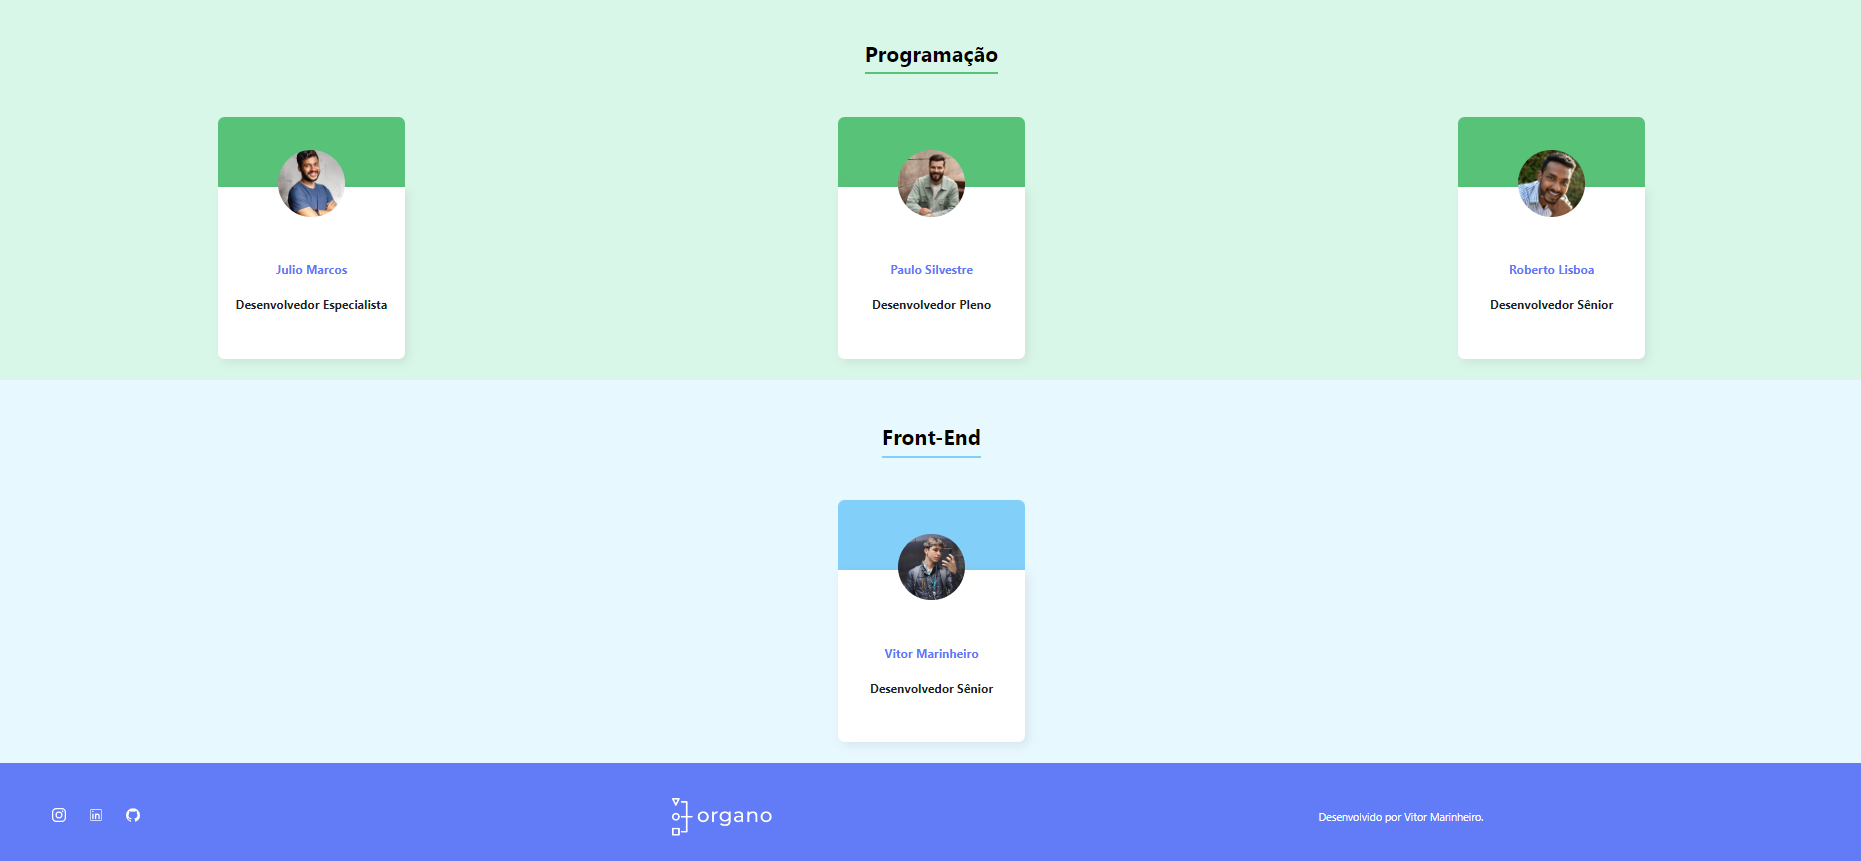 Programação
Julio Marcos
Desenvolvedor Especialista
Paulo Silvestre
Desenvolvedor Pleno
Roberto Lisboa
Desenvolvedor Sênior
Front-End
Vitor Marinheiro
Desenvolvedor Sênior
in
organo
Desenvolvido por Vitor Marinheiro.